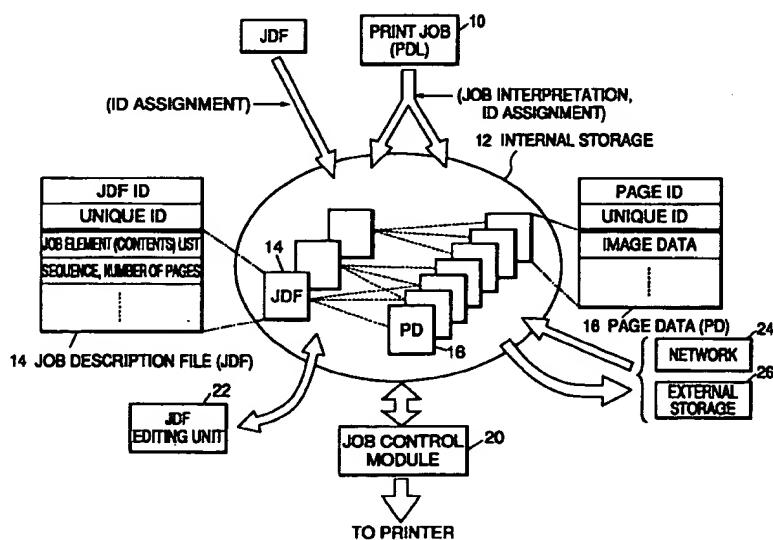 JDF
PRINT JOB
(PDL)
10
(ID ASSIGNMENT)
(JOB INTERPRETATION,
ID ASSIGNMENT)
12 INTERNAL STORAGE
JDF ID
UNIQUE ID
JOB ELEMENT (CONTENTS) LIST
SEQUENCE, NUMBER OF PAGES
14 JOB DESCRIPTION FILE (JDF)
14
JDF
PD
16
PAGE ID
UNIQUE ID
IMAGE DATA
16 PAGE DATA (PD)
24
NETWORK
26
EXTERNAL
STORAGE
22
JDF
EDITING UNIT
20
JOB CONTROL
MODULE
TO PRINTER